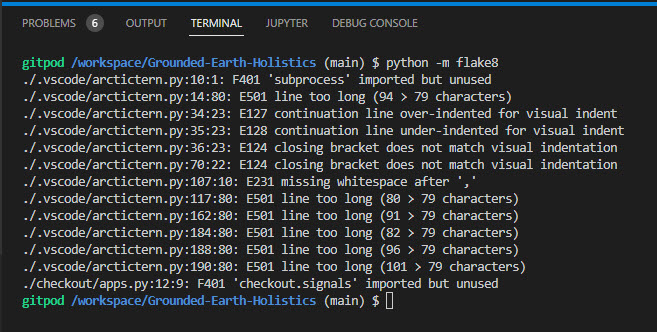 PROBLEMS 6 OUTPUT TERMINAL JUPYTER DEBUG CONSOLE
gitpod /workspace/Grounded-Earth-Holistics (main) $ python -m flake8
./.vscode/arctictern.py:10:1: F401 'subprocess' imported but unused
./.vscode/arctictern.py:14:80: E501 line too long (94 > 79 characters)
./.vscode/arctictern.py:34:23: E127 continuation line over-indented for visual indent
./.vscode/arctictern.py:35:23: E128 continuation line under-indented for visual indent
./.vscode/arctictern.py:36:23: E124 closing bracket does not match visual indentation
./.vscode/arctictern.py:70:22: E124 closing bracket does not match visual indentation
./.vscode/arctictern.py:107:10: E231 missing whitespace after ','
./.vscode/arctictern.py:117:80: E501 line too long (80 > 79 characters)
./.vscode/arctictern.py:162:80: E501 line too long (91 > 79 characters)
./.vscode/arctictern.py:184:80: E501 line too long (82 > 79 characters)
./.vscode/arctictern.py:188:80: E501 line too long (96 > 79 characters)
./.vscode/arctictern.py:190:80: E501 line too long (101 > 79 characters)
./checkout/apps.py:12:9: F401 'checkout.signals' imported but unused
gitpod /workspace/Grounded-Earth-Holistics (main) $